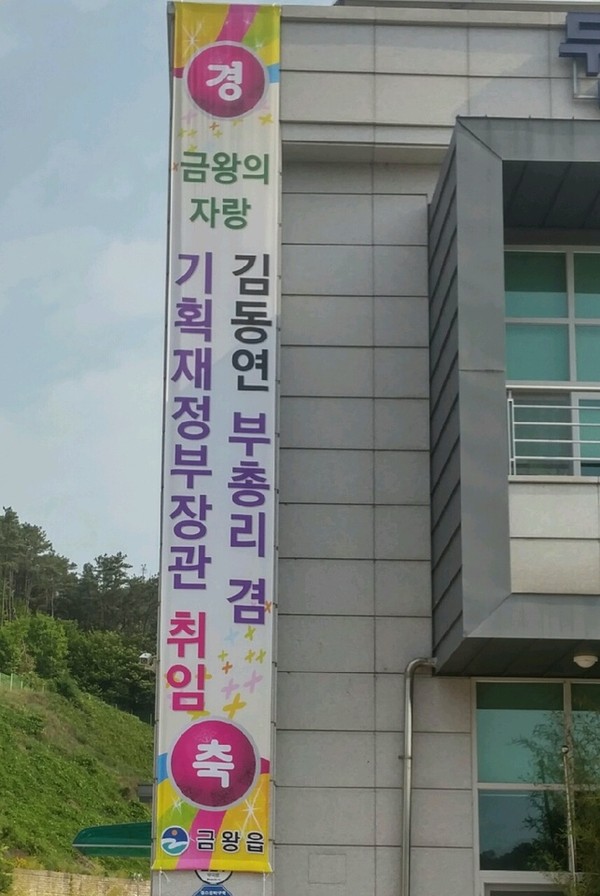 경
금왕의
자랑
김동연 부총리 겸
기획재정부장관 취임
축
금왕읍